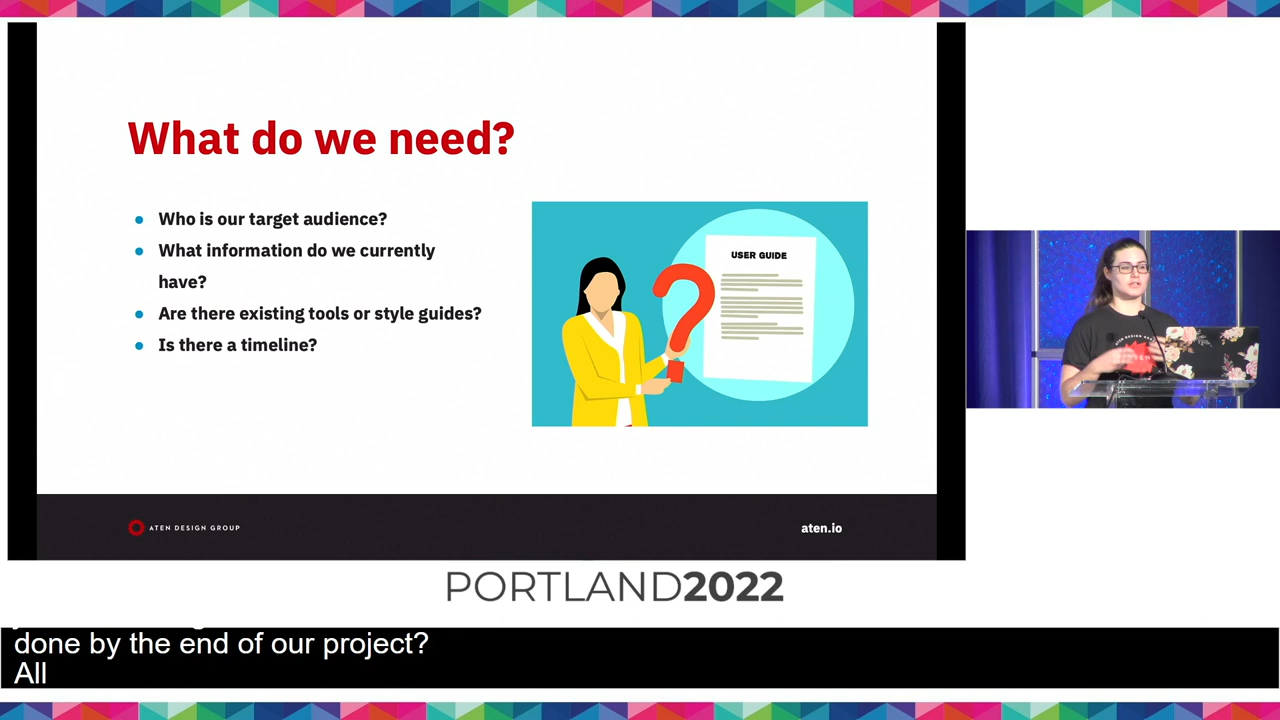 What do we need?
Who is our target audience?
What information do we currently
have?
Are there existing tools or style guides?
Is there a timeline?
USER GUIDE
ATEN DESIGN GROUP
aten.io
PORTLAND2022
done by the end of our project?
All